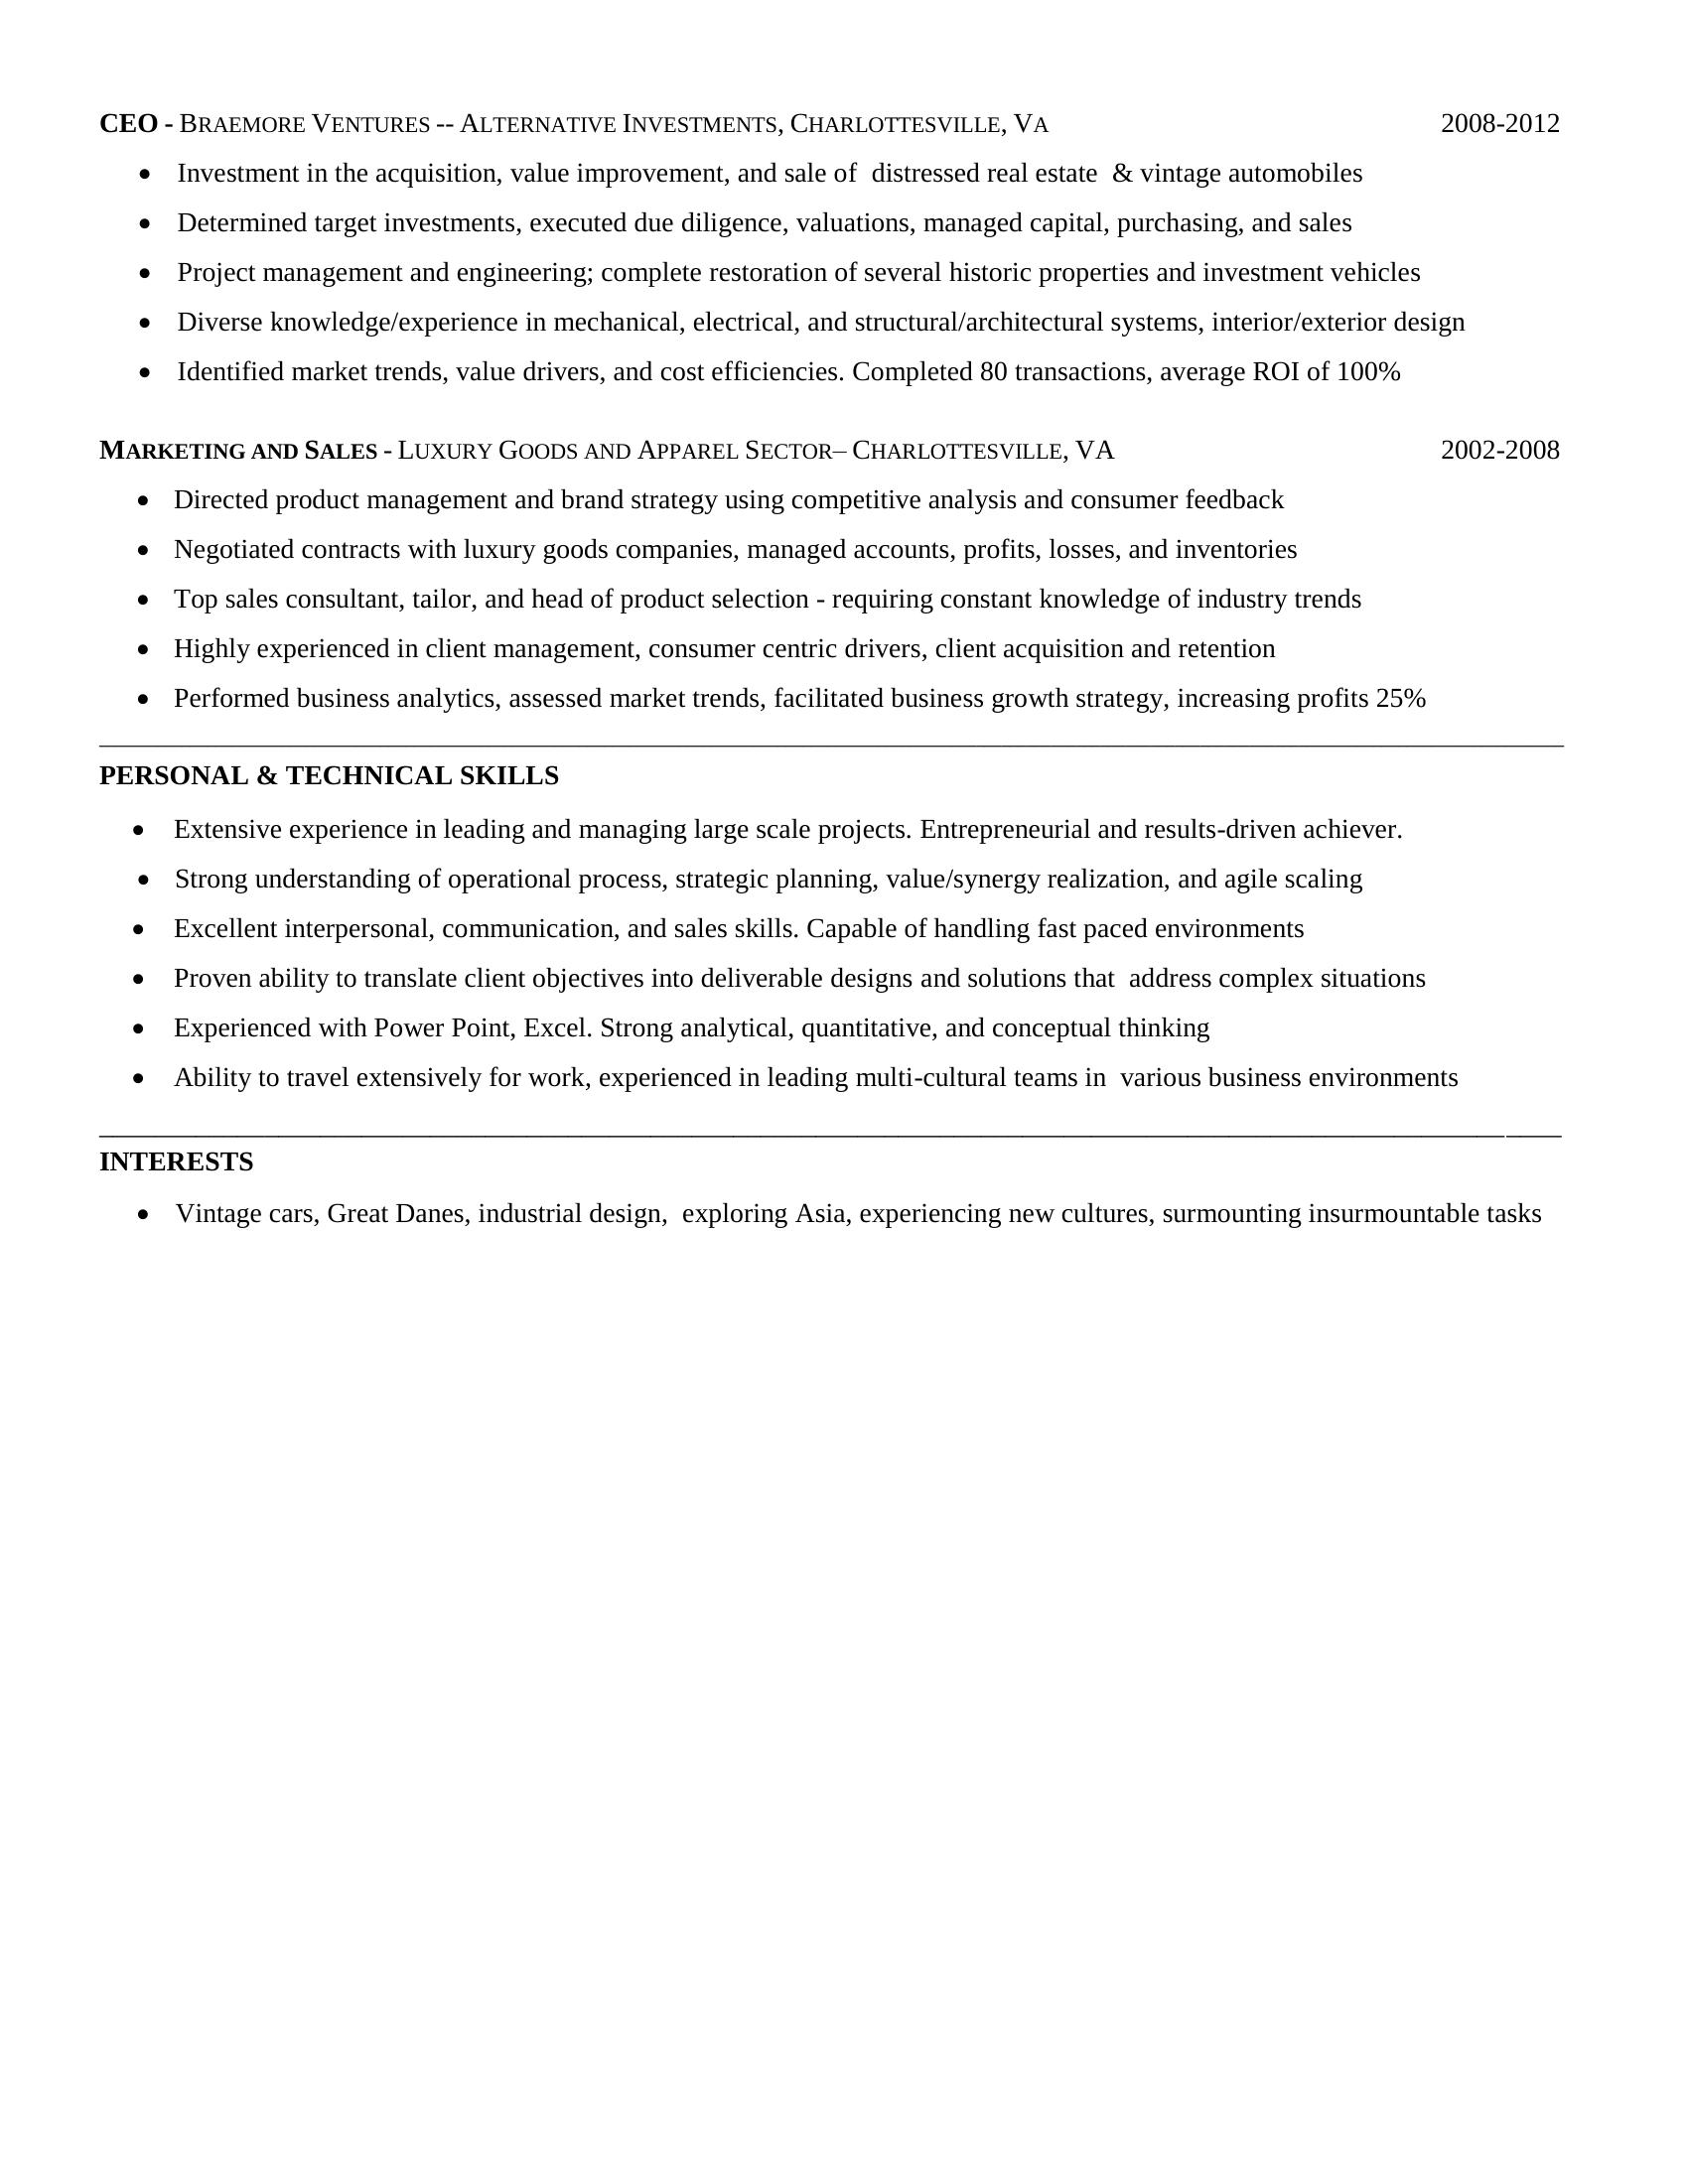 CEO - Braemore Ventures -- Alternative Investments, Charlottesville, Va 2008-2012
• Investment in the acquisition, value improvement, and sale of  distressed real estate  & vintage automobiles
• Determined target investments, executed due diligence, valuations, managed capital, purchasing, and sales
• Project management and engineering; complete restoration of several historic properties and investment vehicles
• Diverse knowledge/experience in mechanical, electrical, and structural/architectural systems, interior/exterior design
• Identified market trends, value drivers, and cost efficiencies. Completed 80 transactions, average ROI of 100%
Marketing and Sales - Luxury Goods and Apparel Sector– Charlottesville, VA 2002-2008
• Directed product management and brand strategy using competitive analysis and consumer feedback
• Negotiated contracts with luxury goods companies, managed accounts, profits, losses, and inventories
• Top sales consultant, tailor, and head of product selection - requiring constant knowledge of industry trends
• Highly experienced in client management, consumer centric drivers, client acquisition and retention
• Performed business analytics, assessed market trends, facilitated business growth strategy, increasing profits 25%
PERSONAL & TECHNICAL SKILLS
• Extensive experience in leading and managing large scale projects. Entrepreneurial and results-driven achiever.
• Strong understanding of operational process, strategic planning, value/synergy realization, and agile scaling
• Excellent interpersonal, communication, and sales skills. Capable of handling fast paced environments
• Proven ability to translate client objectives into deliverable designs and solutions that  address complex situations
• Experienced with Power Point, Excel. Strong analytical, quantitative, and conceptual thinking
• Ability to travel extensively for work, experienced in leading multi-cultural teams in  various business environments
INTERESTS
• Vintage cars, Great Danes, industrial design,  exploring Asia, experiencing new cultures, surmounting insurmountable tasks